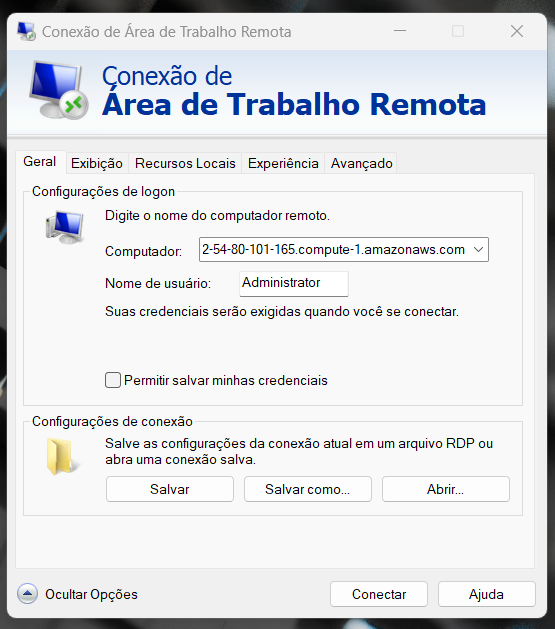 Conexão de Área de Trabalho Remota
Conexão de
Área de Trabalho Remota
Geral Exibição Recursos Locais Experiência Avançado
Configurações de logon
Digite o nome do computador remoto.
Computador: 2-54-80-101-165.compute-1.amazonaws.com
Nome de usuário: Administrator
Suas credenciais serão exigidas quando você se conectar.
Permitir salvar minhas credenciais
Configurações de conexão
Salve as configurações da conexão atual em um arquivo RDP ou
abra uma conexão salva.
Salvar Salvar como... Abrir...
Ocultar Opções Conectar Ajuda